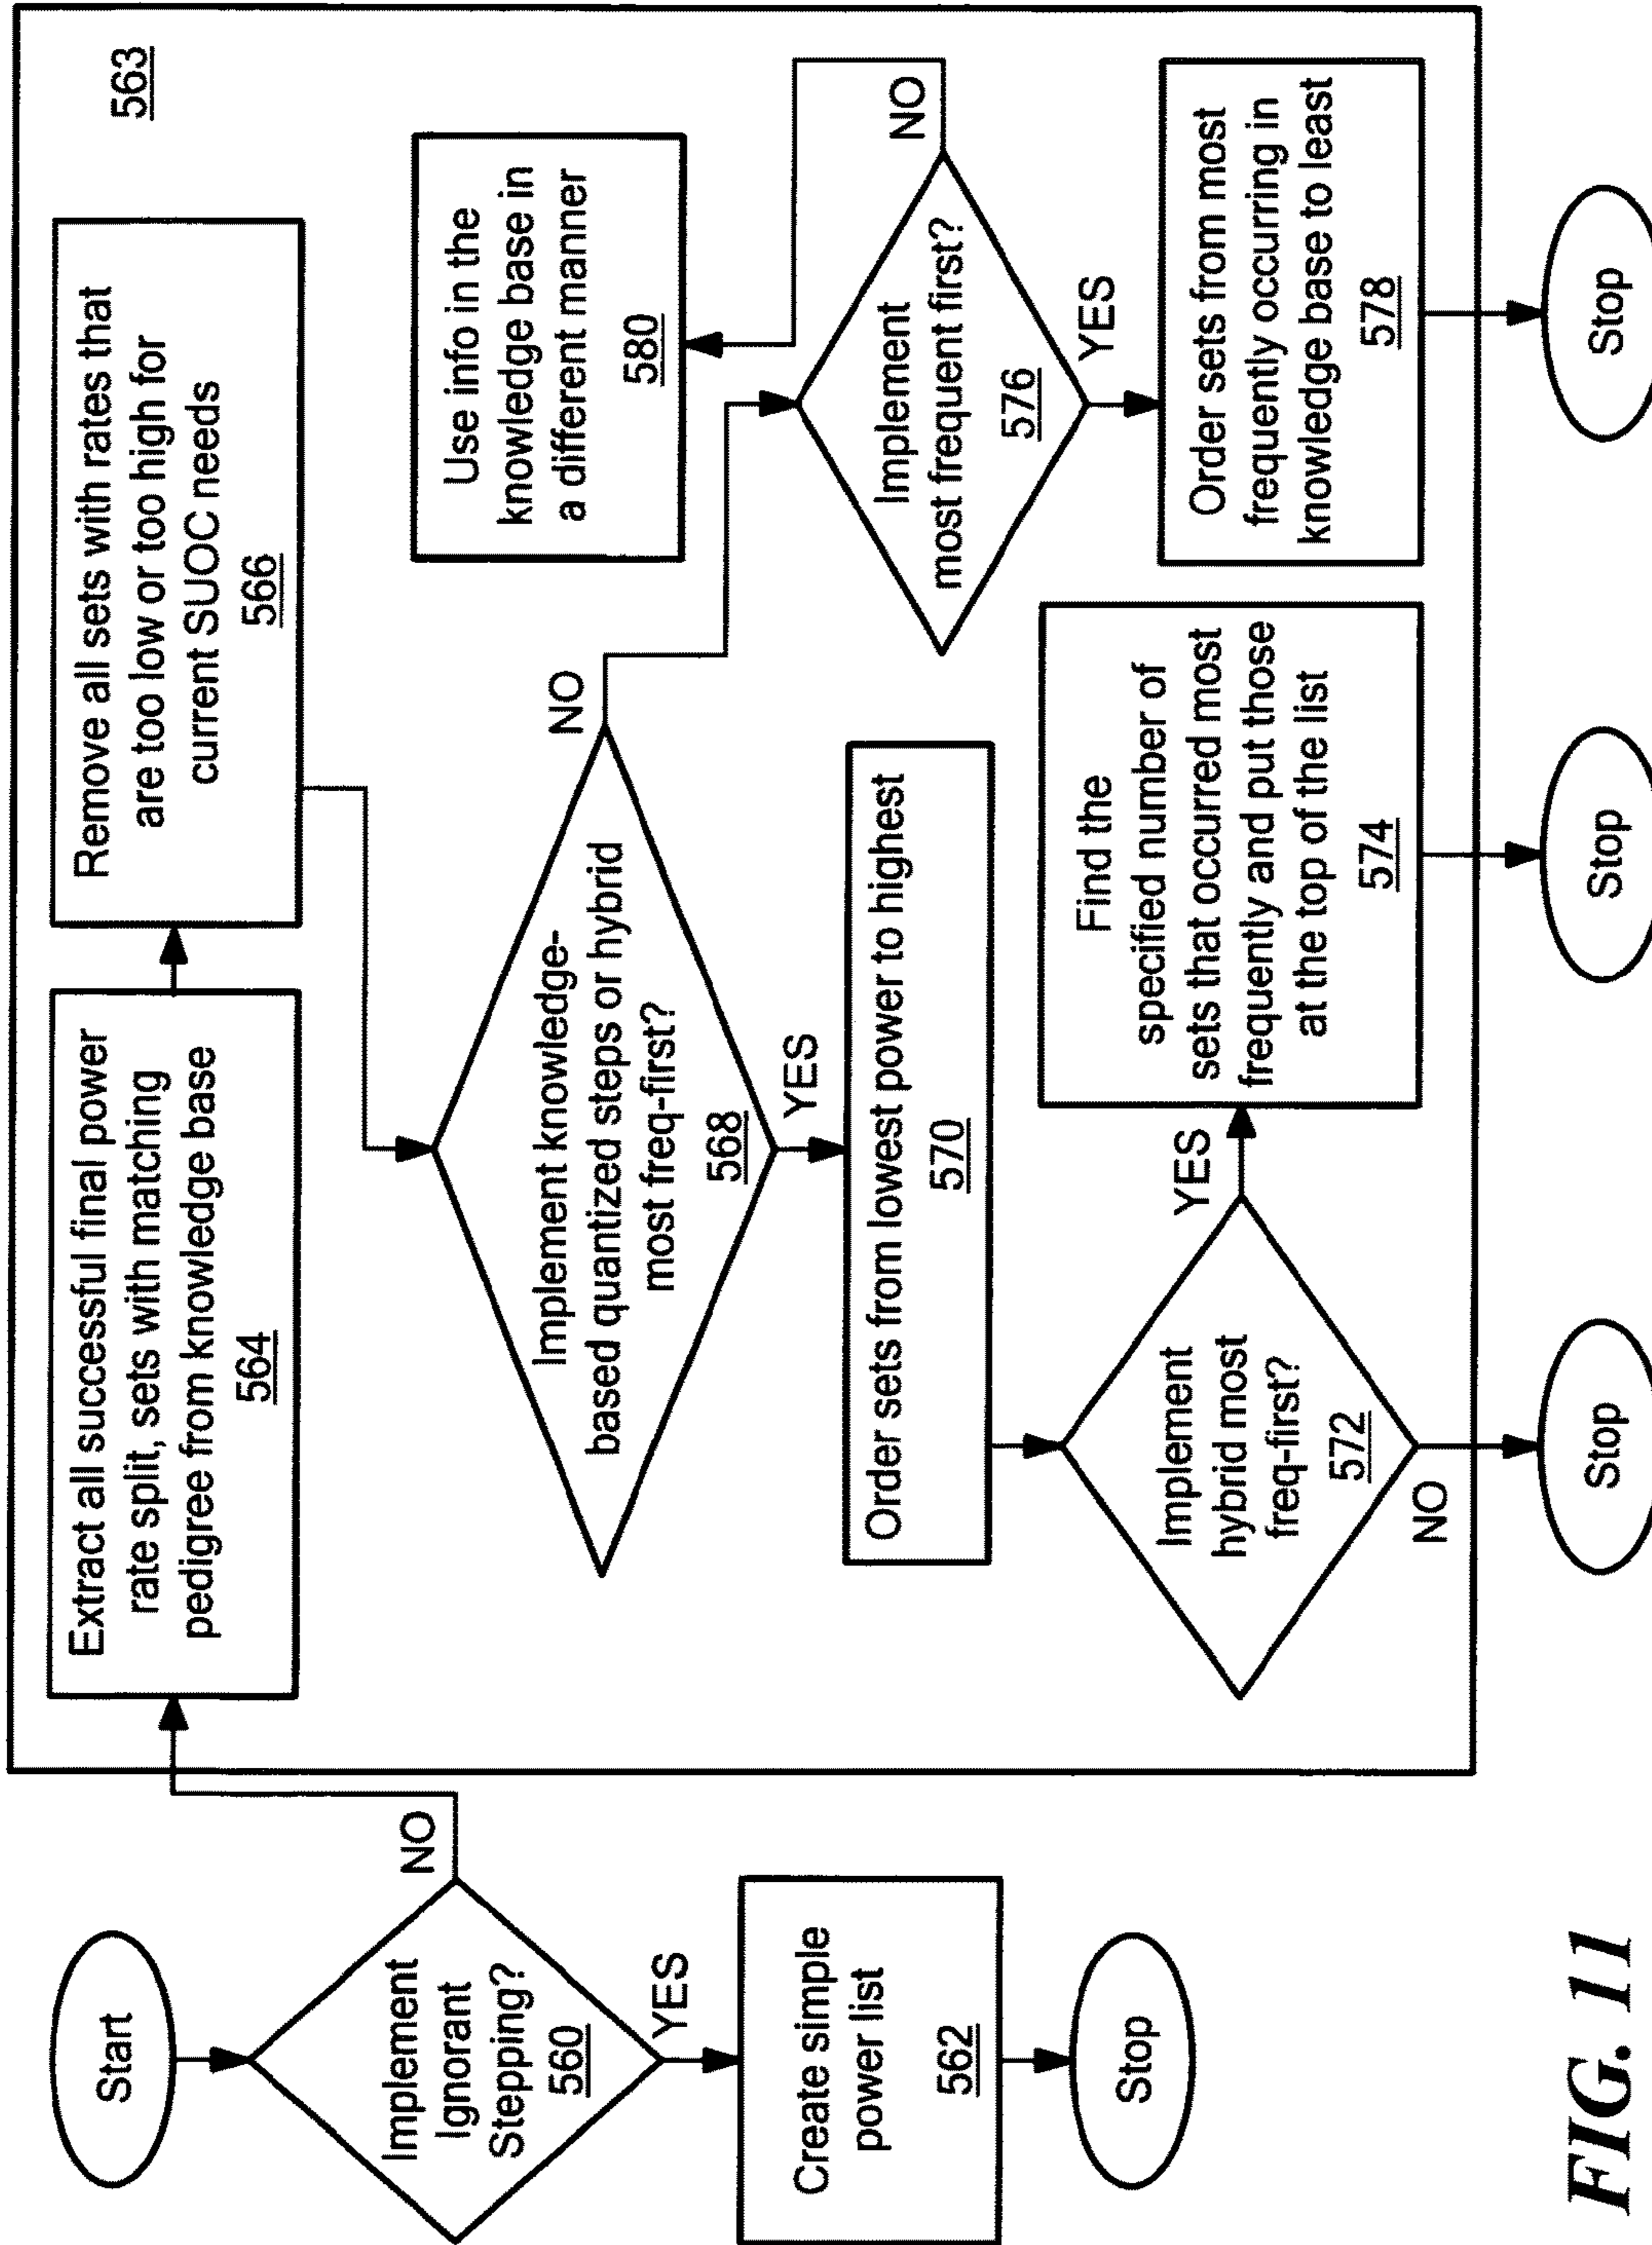 Start
Implement
Ignorant
Stepping?
560
NO
YES
Create simple
power list
562
Stop
563
Extract all successful final power
rate split, sets with matching
pedigree from knowledge base
564
Remove all sets with rates that
are too low or too high for
current SUOC needs
566
Implement knowledge-
based quantized steps or hybrid
most freq-first?
568
NO
YES
Order sets from lowest power to highest
570
Implement
hybrid most
freq-first?
572
YES
NO
Stop
Find the
specified number of
sets that occurred most
frequently and put those
at the top of the list
574
Stop
Use info in the
knowledge base in
a different manner
580
Implement
most frequent first?
576
NO
YES
Order sets from most
frequently occurring in
knowledge base to least
578
Stop
FIG. 11